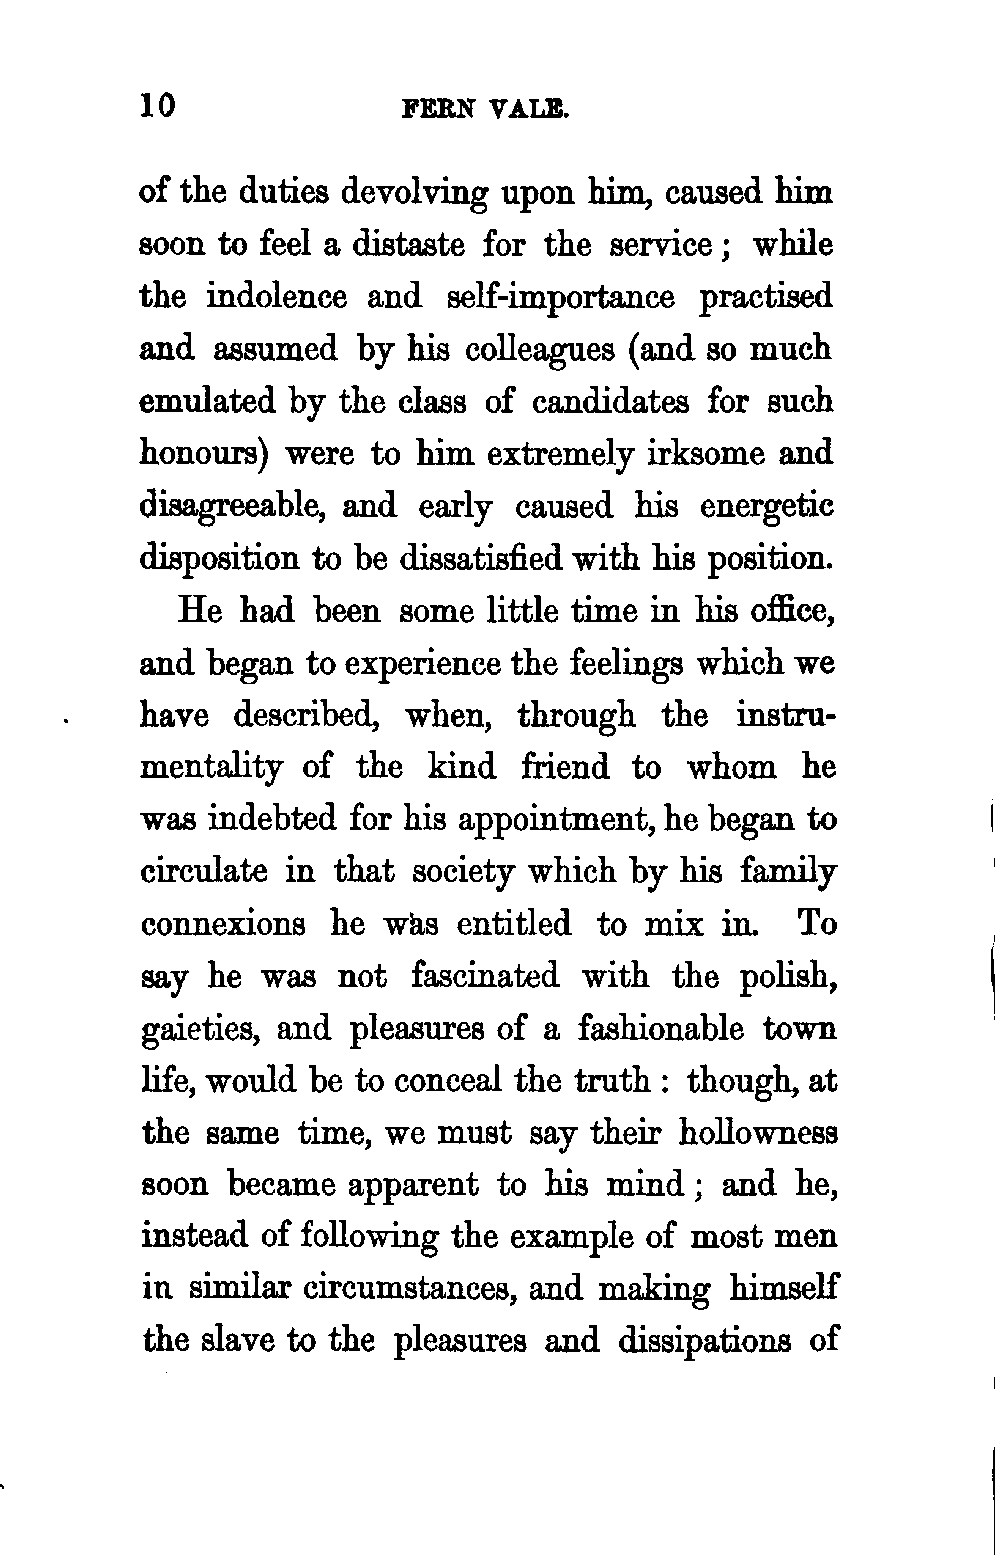 10 FERN VALE.
of the duties devolving upon him, caused him
soon to feel a distaste for the service ; while
the indolence and self-importance practised
and assumed by his colleagues (and so much
emulated by the class of candidates for such
honours) were to him extremely irksome and
disagreeable, and early caused his energetic
disposition to be dissatisfied with his position.
He had been some little time in his office,
and began to experience the feelings which we
have described, when, through the instru-
mentality of the kind friend to whom he
was indebted for his appointment, he began to
circulate in that society which by his family
connexions he was entitled to mix in. To
say he was not fascinated with the polish,
gaieties, and pleasures of a fashionable town
life, would be to conceal the truth : though, at
the same time, we must say their hollowness
soon became apparent to his mind ; and he,
instead of following the example of most men
in similar circumstances, and making himself
the slave to the pleasures and dissipations of